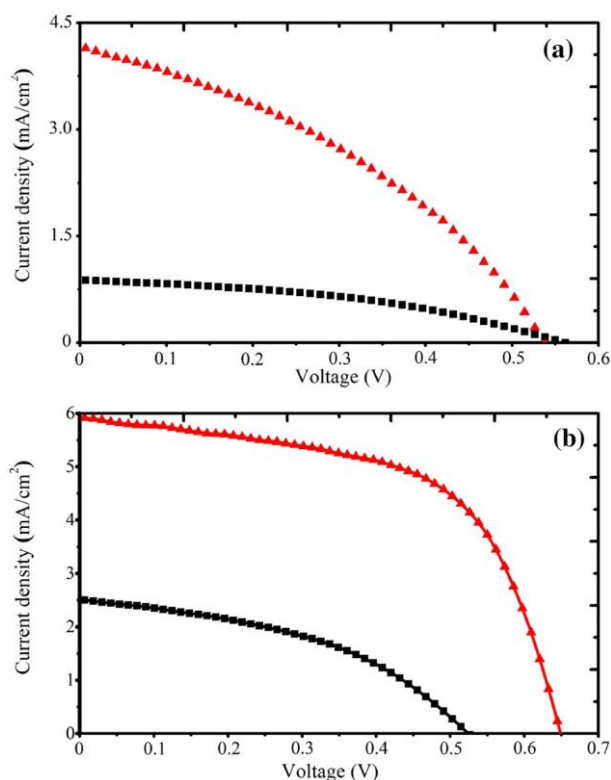 (a)
Current density (mA/cm²)
4.5
3.0
1.5
0
0 0.1 0.2 0.3 0.4 0.5 0.6
Voltage (V)
(b)
Current density (mA/cm²)
6
5
4
3
2
1
0
0 0.1 0.2 0.3 0.4 0.5 0.6 0.7
Voltage (V)